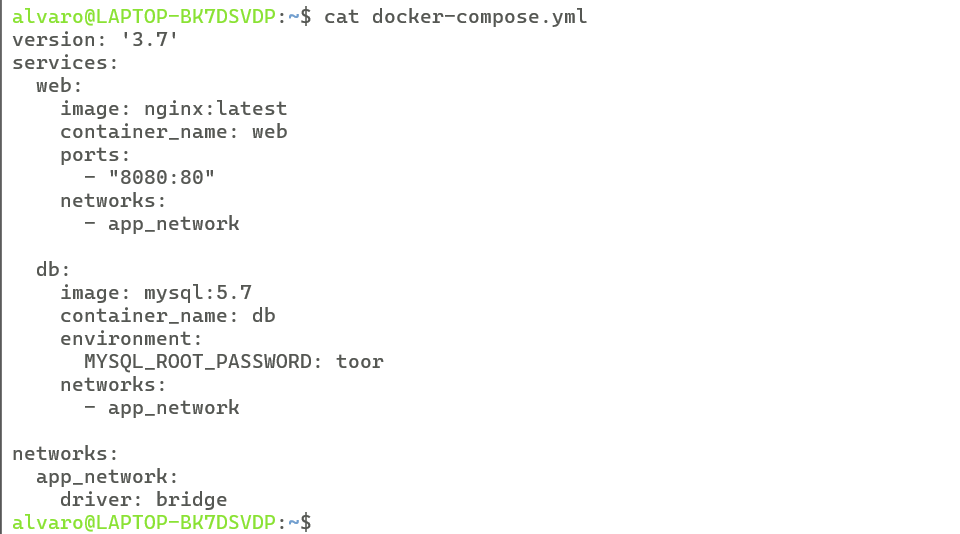 alvaro@LAPTOP-BK7DSVDP:~$ cat docker-compose.yml
version: '3.7'
services:
  web:
    image: nginx:latest
    container_name: web
    ports:
      - "8080:80"
    networks:
      - app_network

  db:
    image: mysql:5.7
    container_name: db
    environment:
      MYSQL_ROOT_PASSWORD: toor
    networks:
      - app_network

networks:
  app_network:
    driver: bridge
alvaro@LAPTOP-BK7DSVDP:~$